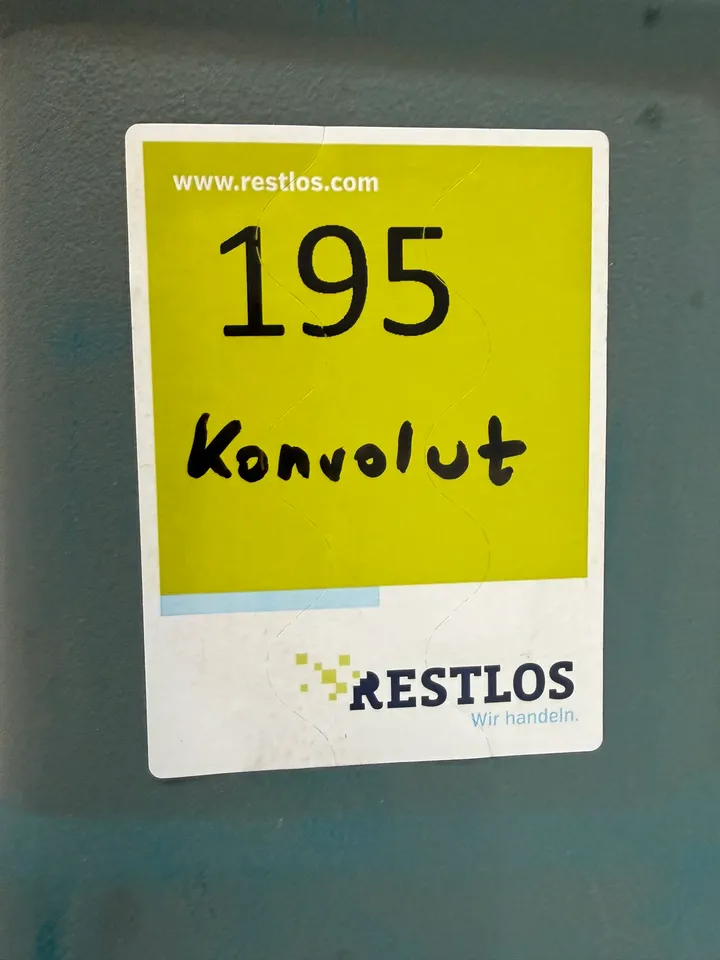 www.restlos.com
195
Konvolut
RESTLOS
Wir handeln.